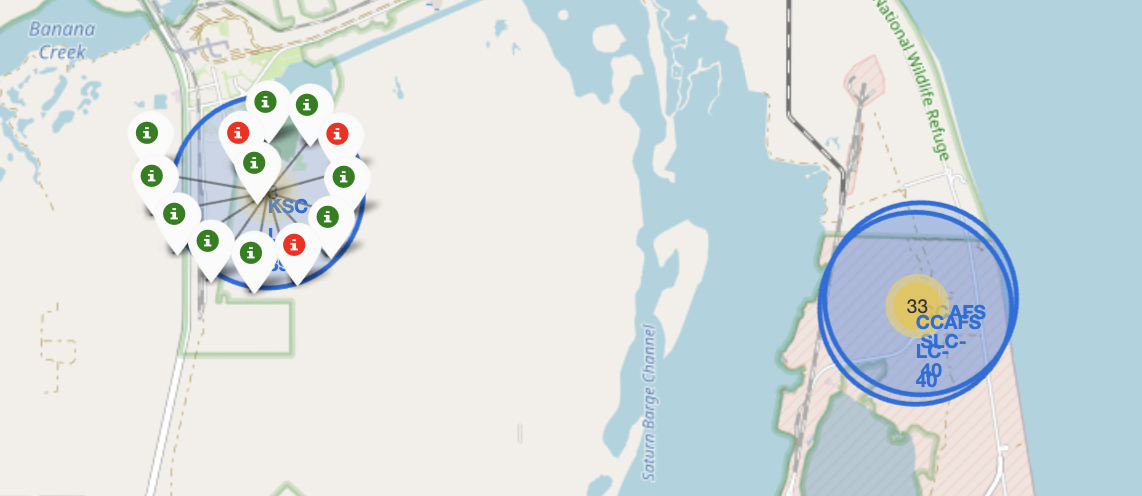 Banana
Creek
National Wildlife Refuge
KSC
L
33
CCAFS
CCAFS
SLC-
LC-
40
40
Saturn Barge Channel